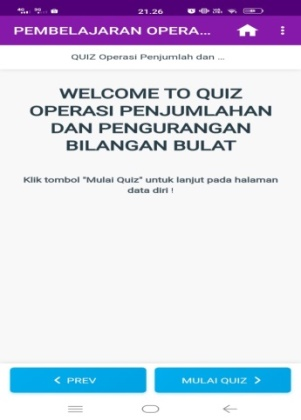 21.26
PEMBELAJARAN OPERA...
QUIZ Operasi Penjumlah dan ...
WELCOME TO QUIZ
OPERASI PENJUMLAHAN
DAN PENGURANGAN
BILANGAN BULAT
Klik tombol "Mulai Quiz" untuk lanjut pada halaman
data diri !
PREV
MULAI QUIZ